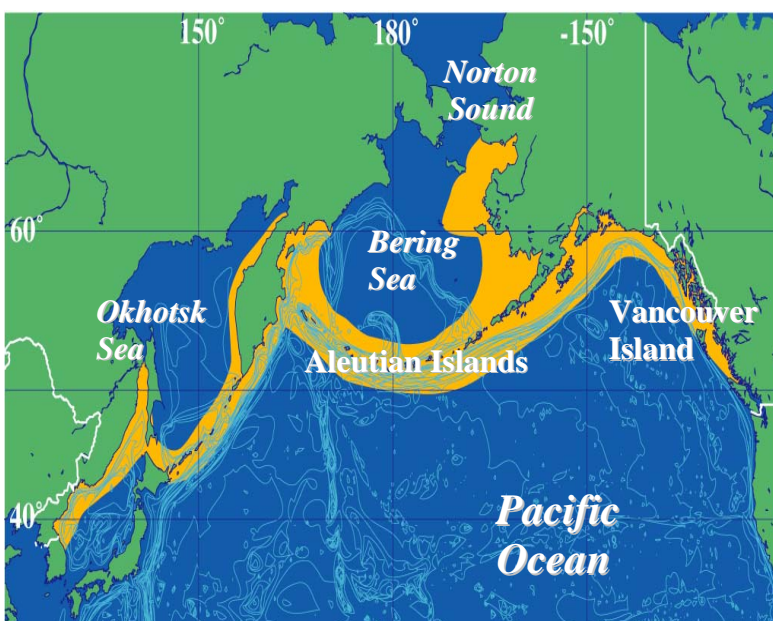 150° 180° -150°
Norton
Sound
60°
Bering
Sea
Okhotsk
Sea
Vancouver
Island
Aleutian Islands
40°
Pacific
Ocean